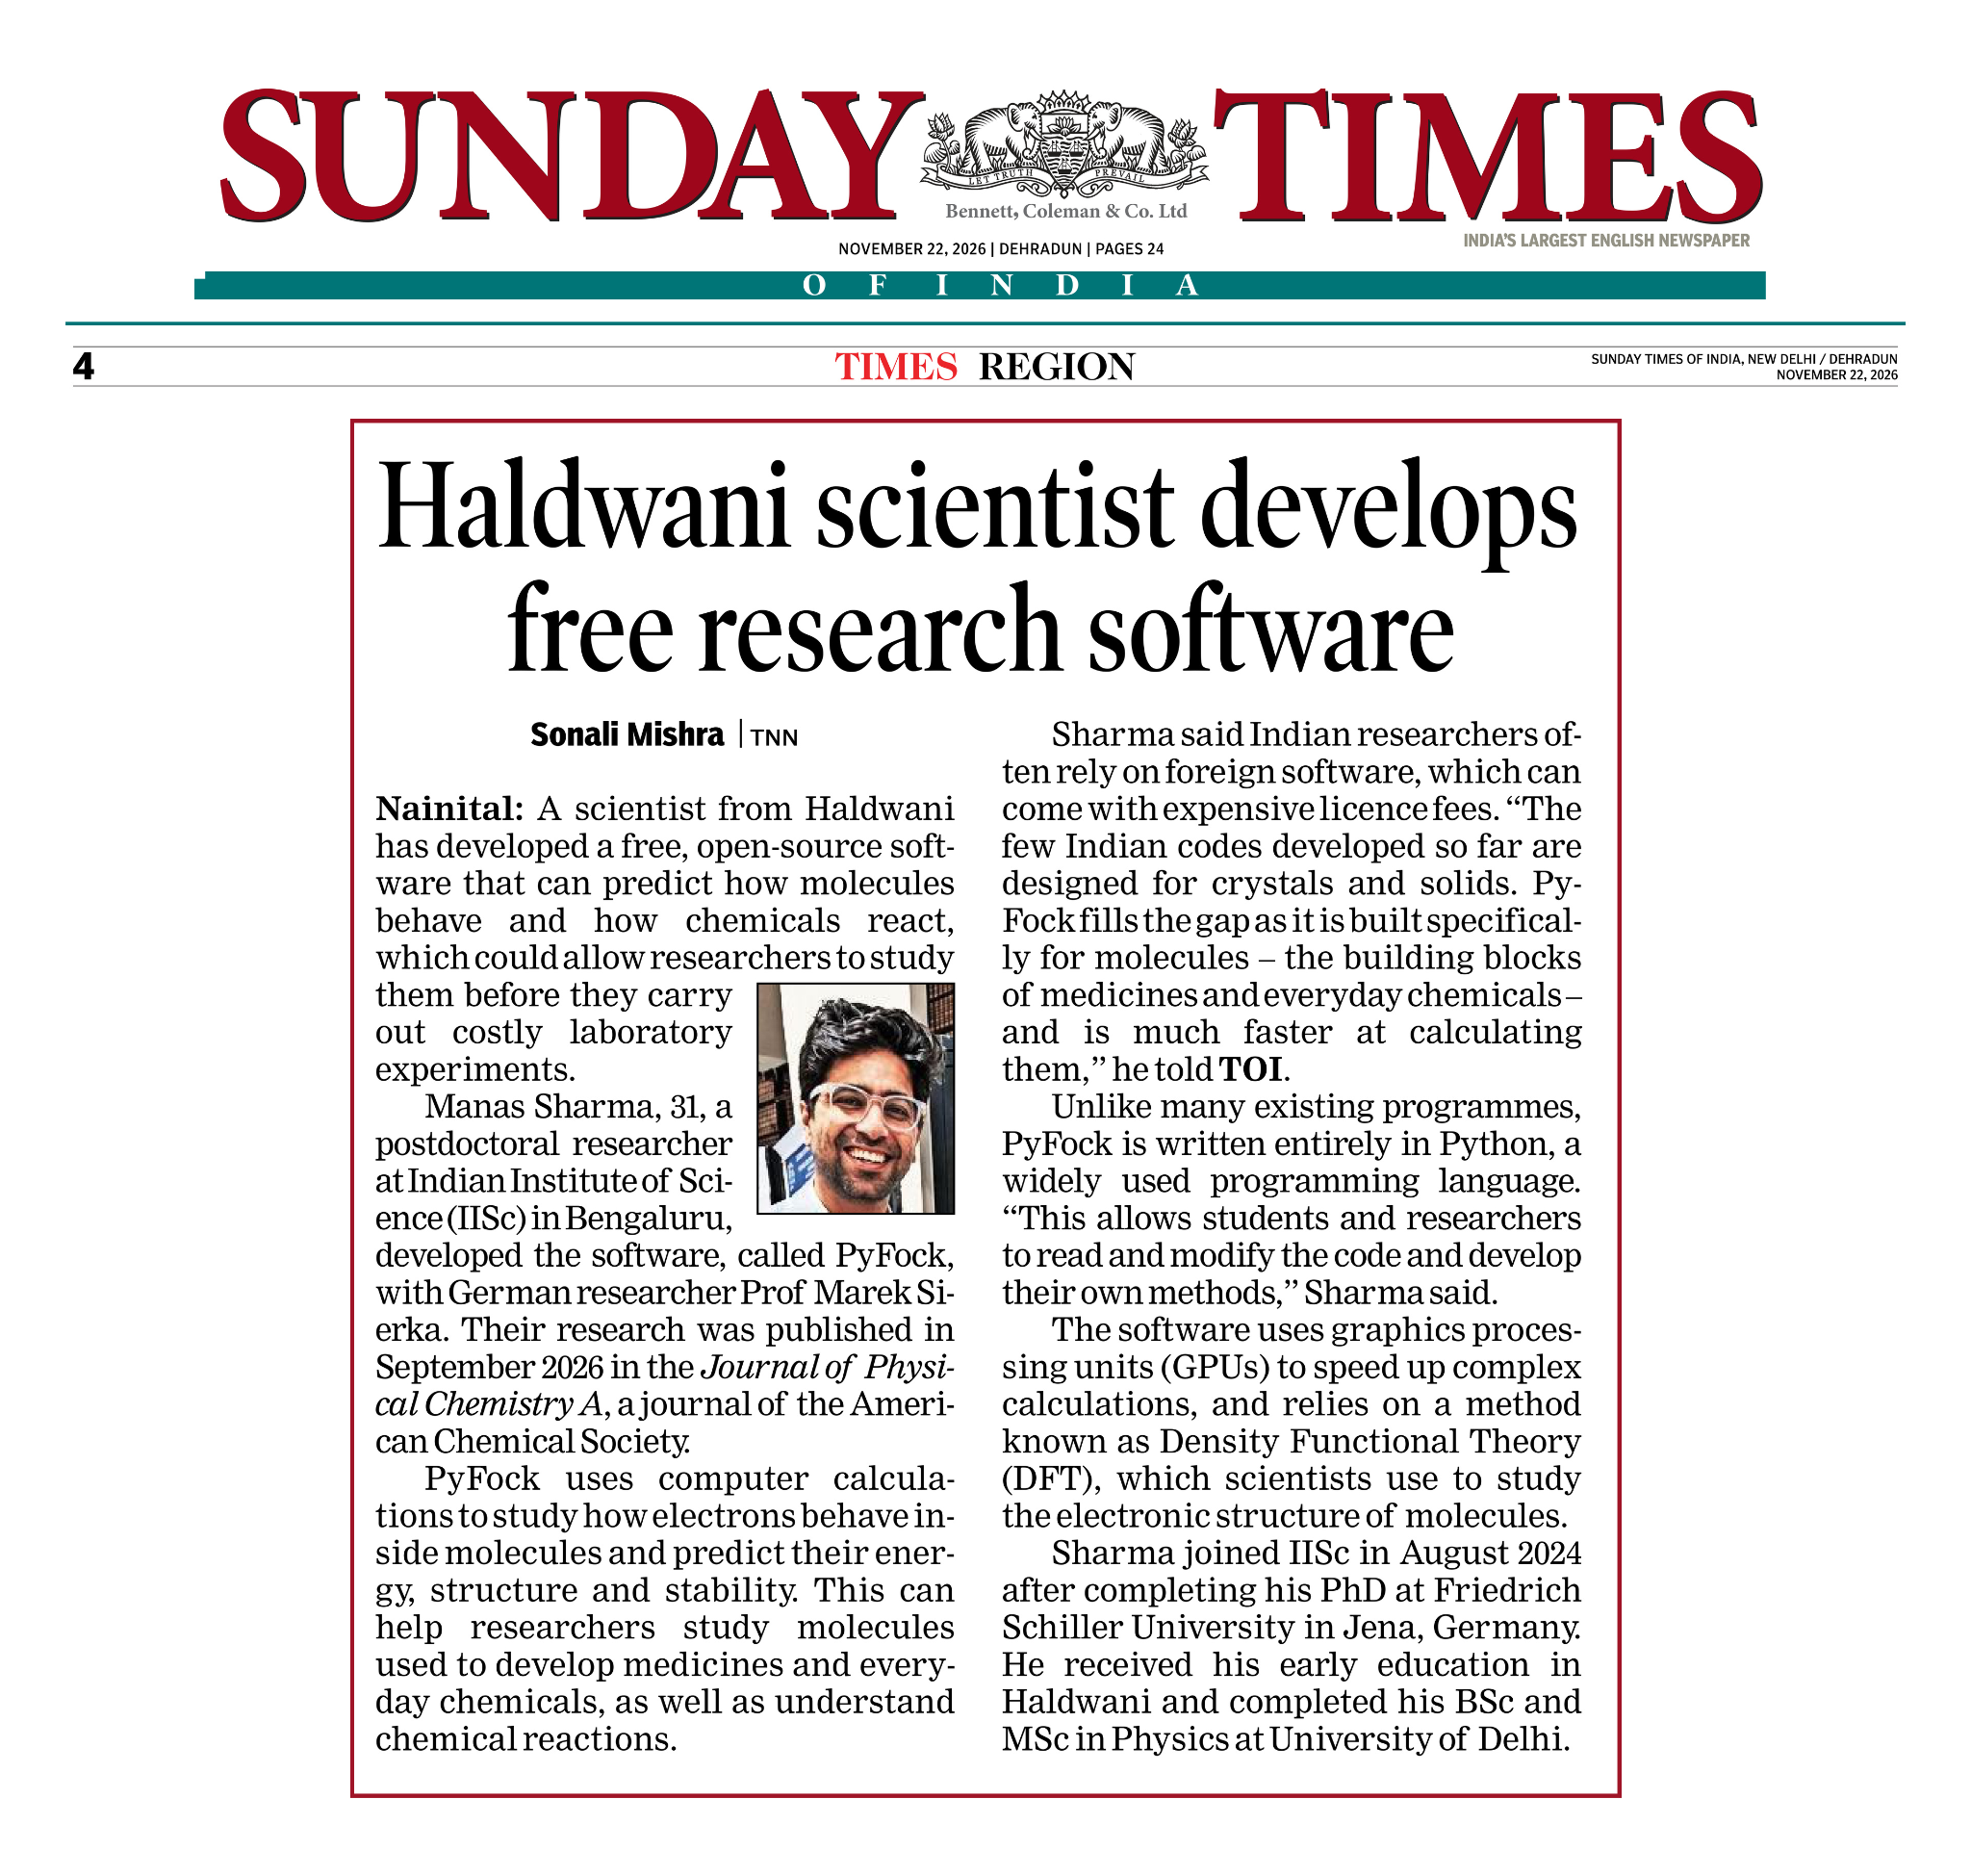 SUNDAY TIMES
LET TRUTH PREVAIL
Bennett, Coleman & Co. Ltd
INDIA'S LARGEST ENGLISH NEWSPAPER
NOVEMBER 22, 2026 | DEHRADUN | PAGES 24
OF INDIA
4
TIMES REGION
SUNDAY TIMES OF INDIA, NEW DELHI / DEHRADUN
NOVEMBER 22, 2026
Haldwani scientist develops
free research software
Sonali Mishra | TNN
Nainital: A scientist from Haldwani
has developed a free, open-source soft-
ware that can predict how molecules
behave and how chemicals react,
which could allow researchers to study
them before they carry
out costly laboratory
experiments.
Manas Sharma, 31, a
postdoctoral researcher
at Indian Institute of Sci-
ence (IISc) in Bengaluru,
developed the software, called PyFock,
with German researcher Prof Marek Si-
erka. Their research was published in
September 2026 in the Journal of Physi-
cal Chemistry A, a journal of the Ameri-
can Chemical Society.
PyFock uses computer calcula-
tions to study how electrons behave in-
side molecules and predict their ener-
gy, structure and stability. This can
help researchers study molecules
used to develop medicines and every-
day chemicals, as well as understand
chemical reactions.
Sharma said Indian researchers of-
ten rely on foreign software, which can
come with expensive licence fees. “The
few Indian codes developed so far are
designed for crystals and solids. Py-
Fock fills the gap as it is built specifical-
ly for molecules – the building blocks
of medicines and everyday chemicals –
and is much faster at calculating
them,” he told TOI.
Unlike many existing programmes,
PyFock is written entirely in Python, a
widely used programming language.
“This allows students and researchers
to read and modify the code and develop
their own methods,” Sharma said.
The software uses graphics proces-
sing units (GPUs) to speed up complex
calculations, and relies on a method
known as Density Functional Theory
(DFT), which scientists use to study
the electronic structure of molecules.
Sharma joined IISc in August 2024
after completing his PhD at Friedrich
Schiller University in Jena, Germany.
He received his early education in
Haldwani and completed his BSc and
MSc in Physics at University of Delhi.